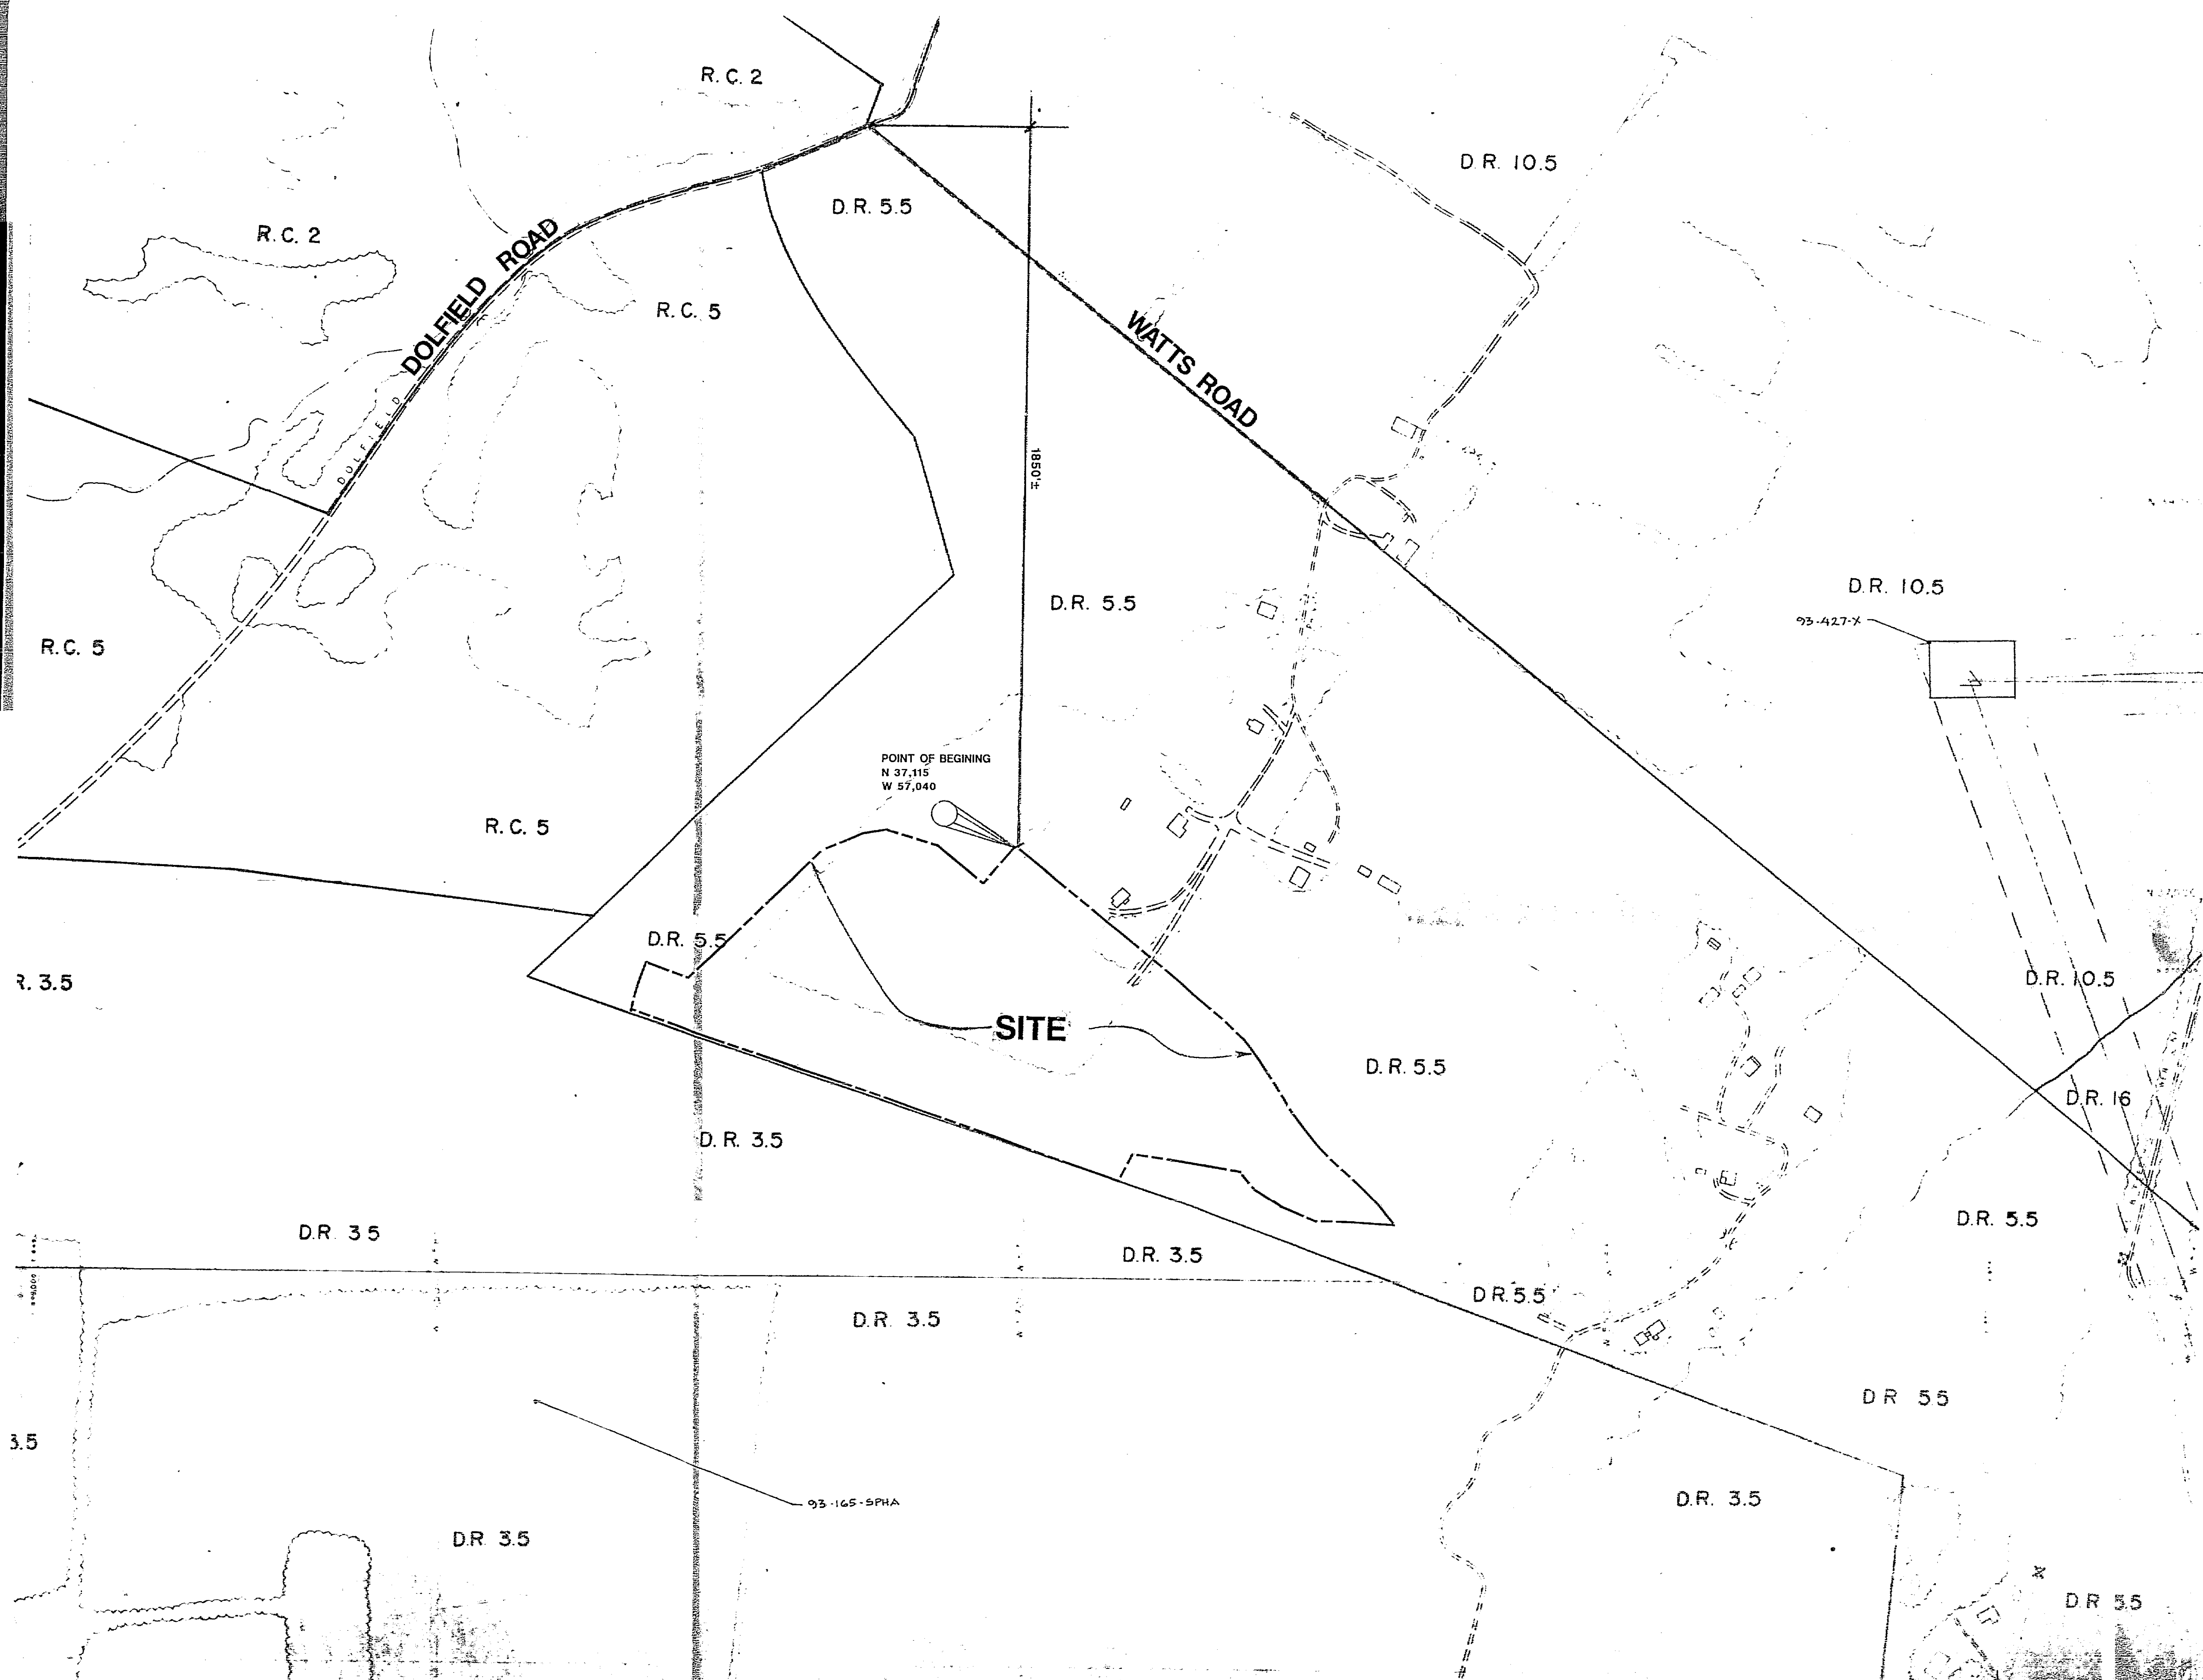 R.C. 2
D.R. 10.5
D.R. 5.5
R.C. 2
DOLFIELD ROAD
R.C. 5
WATTS ROAD
DOLFIELD
1850'±
D.R. 10.5
D.R. 5.5
93-427-X
R.C. 5
POINT OF BEGINING
N 37,115
W 57,040
R.C. 5
D.R. 5.5
R. 3.5
D.R. 10.5
SITE
D.R. 5.5
D.R. 16
D.R. 3.5
D.R. 5.5
D.R. 3 5
D.R. 3.5
D R.5.5
D.R. 3.5
D R 5 5
3.5
D.R. 3.5
93-165-SPHA
D.R 3.5
D.R 5.5